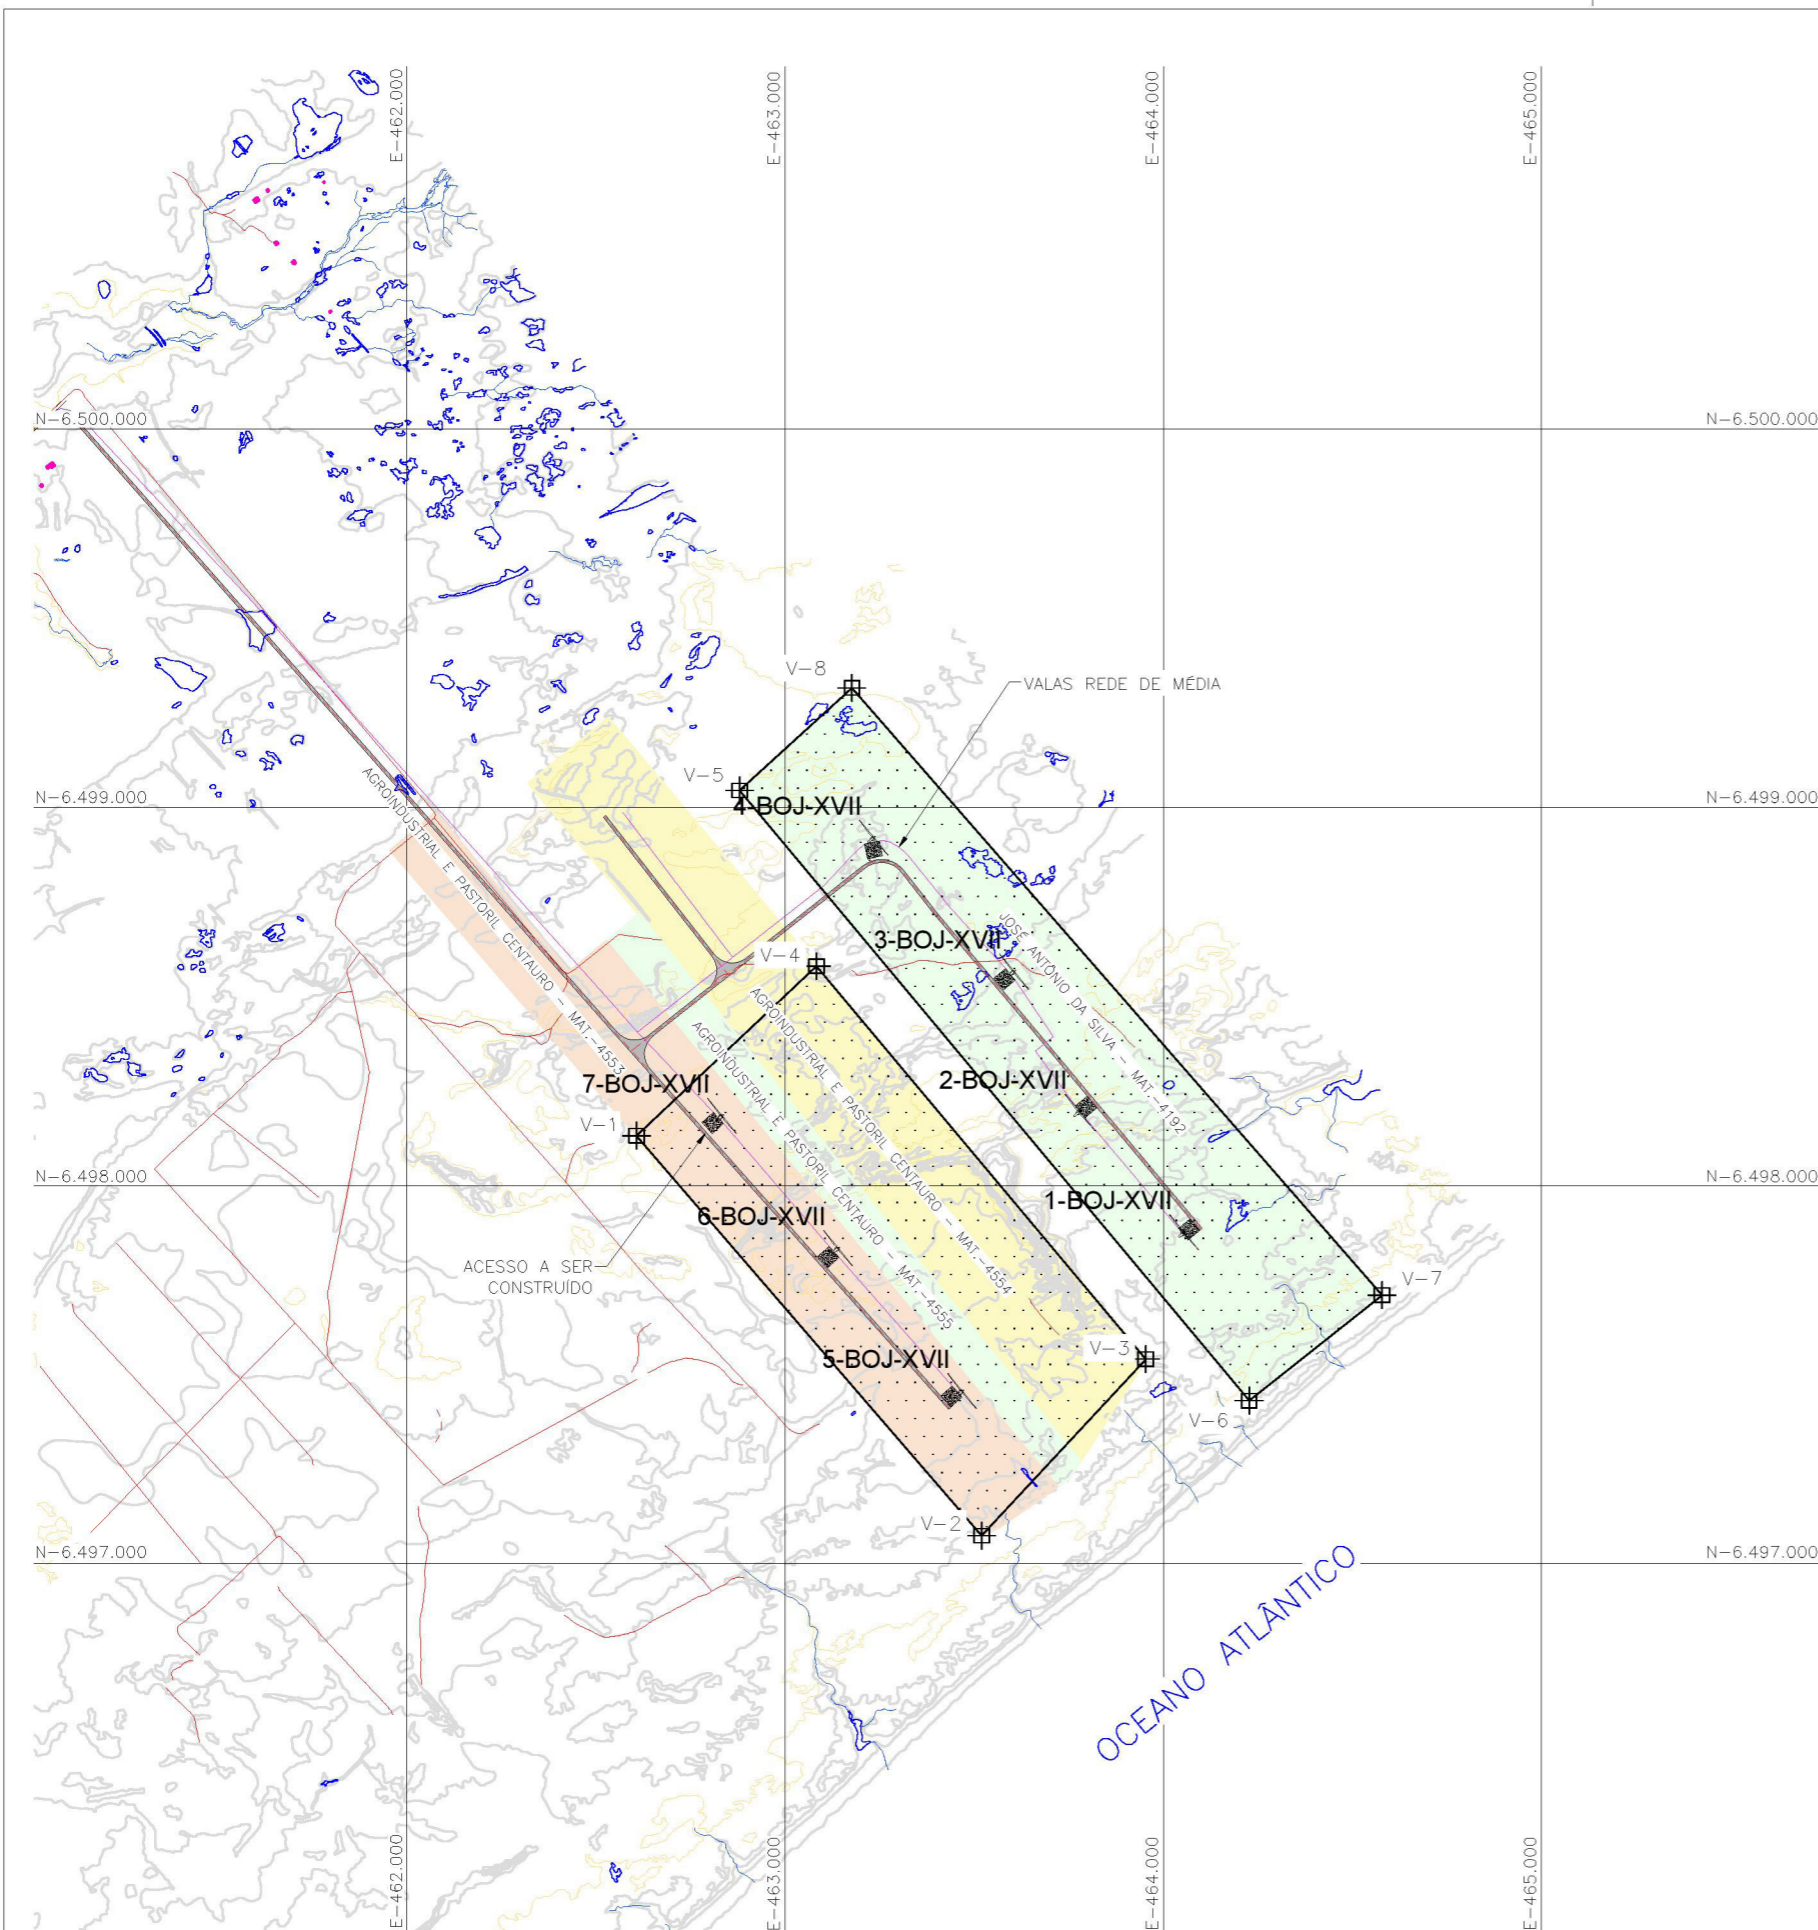 E-462.000
E-463.000
E-464.000
E-465.000
N-6.500.000
N-6.500.000
V-8
VALAS REDE DE MÉDIA
V-5
N-6.499.000
4-BOJ-XVII
N-6.499.000
AGROINDUSTRIAL E PASTORIL CENTAURO - MAT.-4553
3-BOJ-XVII
JOSÉ ANTÔNIO DA SILVA - MAT.-4192
V-4
AGROINDUSTRIAL E PASTORIL CENTAURO - MAT.-4554
AGROINDUSTRIAL E PASTORIL CENTAURO - MAT.-4555
7-BOJ-XVII
2-BOJ-XVII
V-1
N-6.498.000
N-6.498.000
1-BOJ-XVII
6-BOJ-XVII
ACESSO A SER
CONSTRUÍDO
V-7
V-3
5-BOJ-XVII
V-6
V-2
N-6.497.000
N-6.497.000
OCEANO ATLÂNTICO
E-462.000
E-463.000
E-464.000
E-465.000